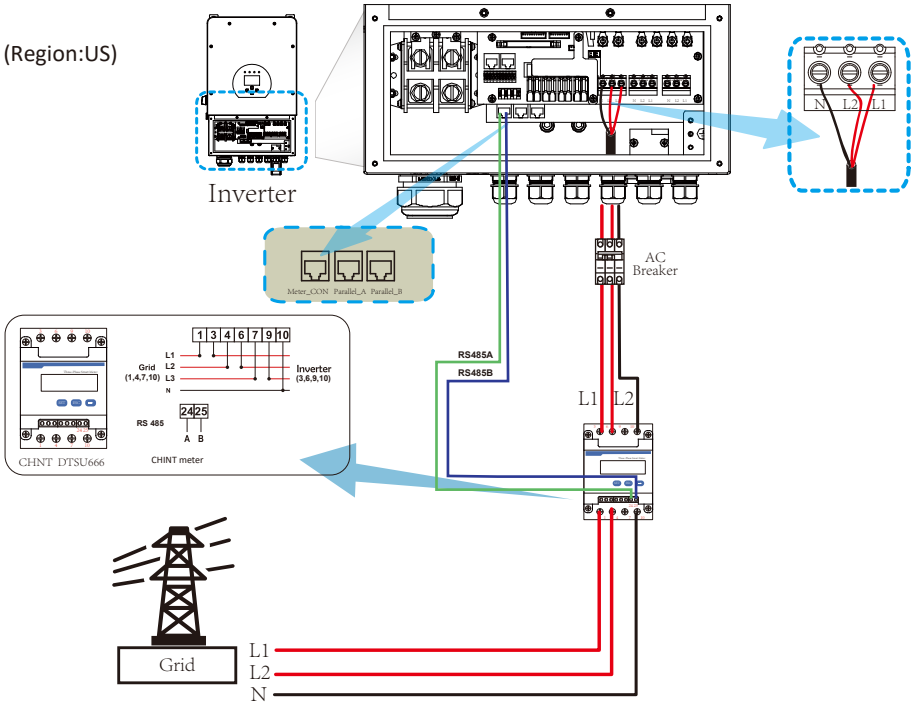 (Region:US)
Inverter
N L2 L1
Meter_CON Parallel_A Parallel_B
AC
Breaker
1 3 4 6 7 9 10
L1
Grid
(1,4,7,10)
L2
L3
N
Inverter
(3,6,9,10)
24 25
RS 485
A B
CHNT DTSU666
CHINT meter
RS485A
RS485B
L1 L2
Grid
L1
L2
N